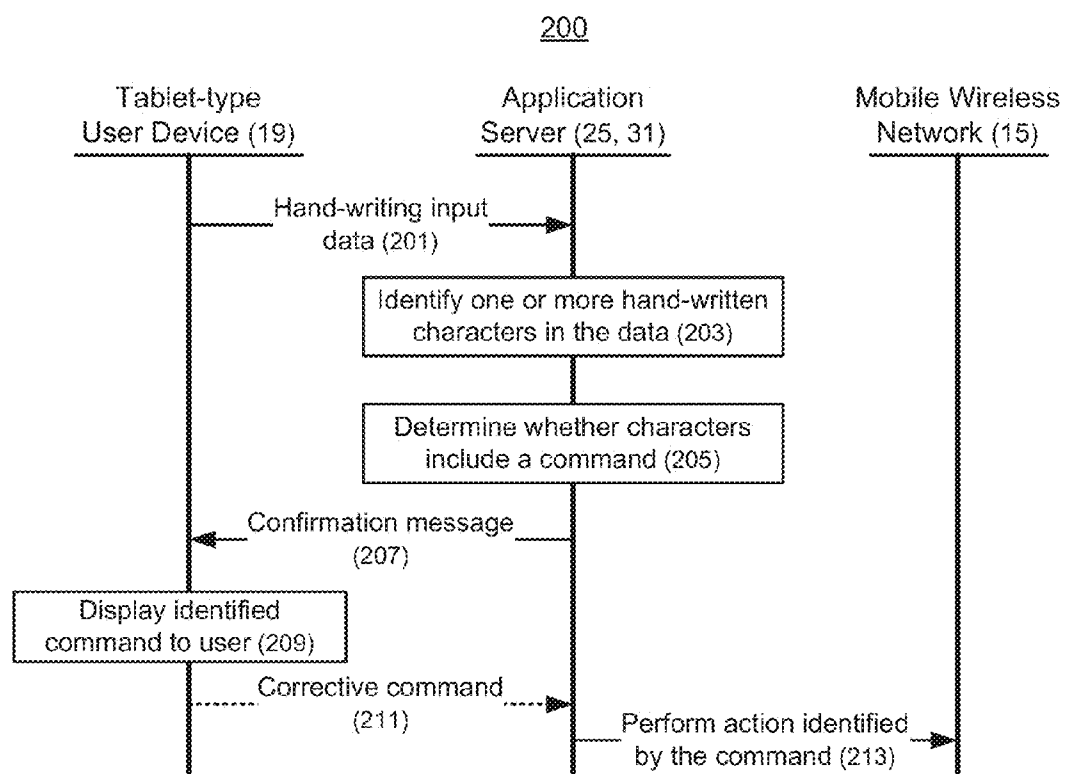 200
Tablet-type
User Device (19)
Application
Server (25, 31)
Mobile Wireless
Network (15)
Hand-writing input
data (201)
Identify one or more hand-written
characters in the data (203)
Determine whether characters
include a command (205)
Confirmation message
(207)
Display identified
command to user (209)
Corrective command
(211)
Perform action identified
by the command (213)